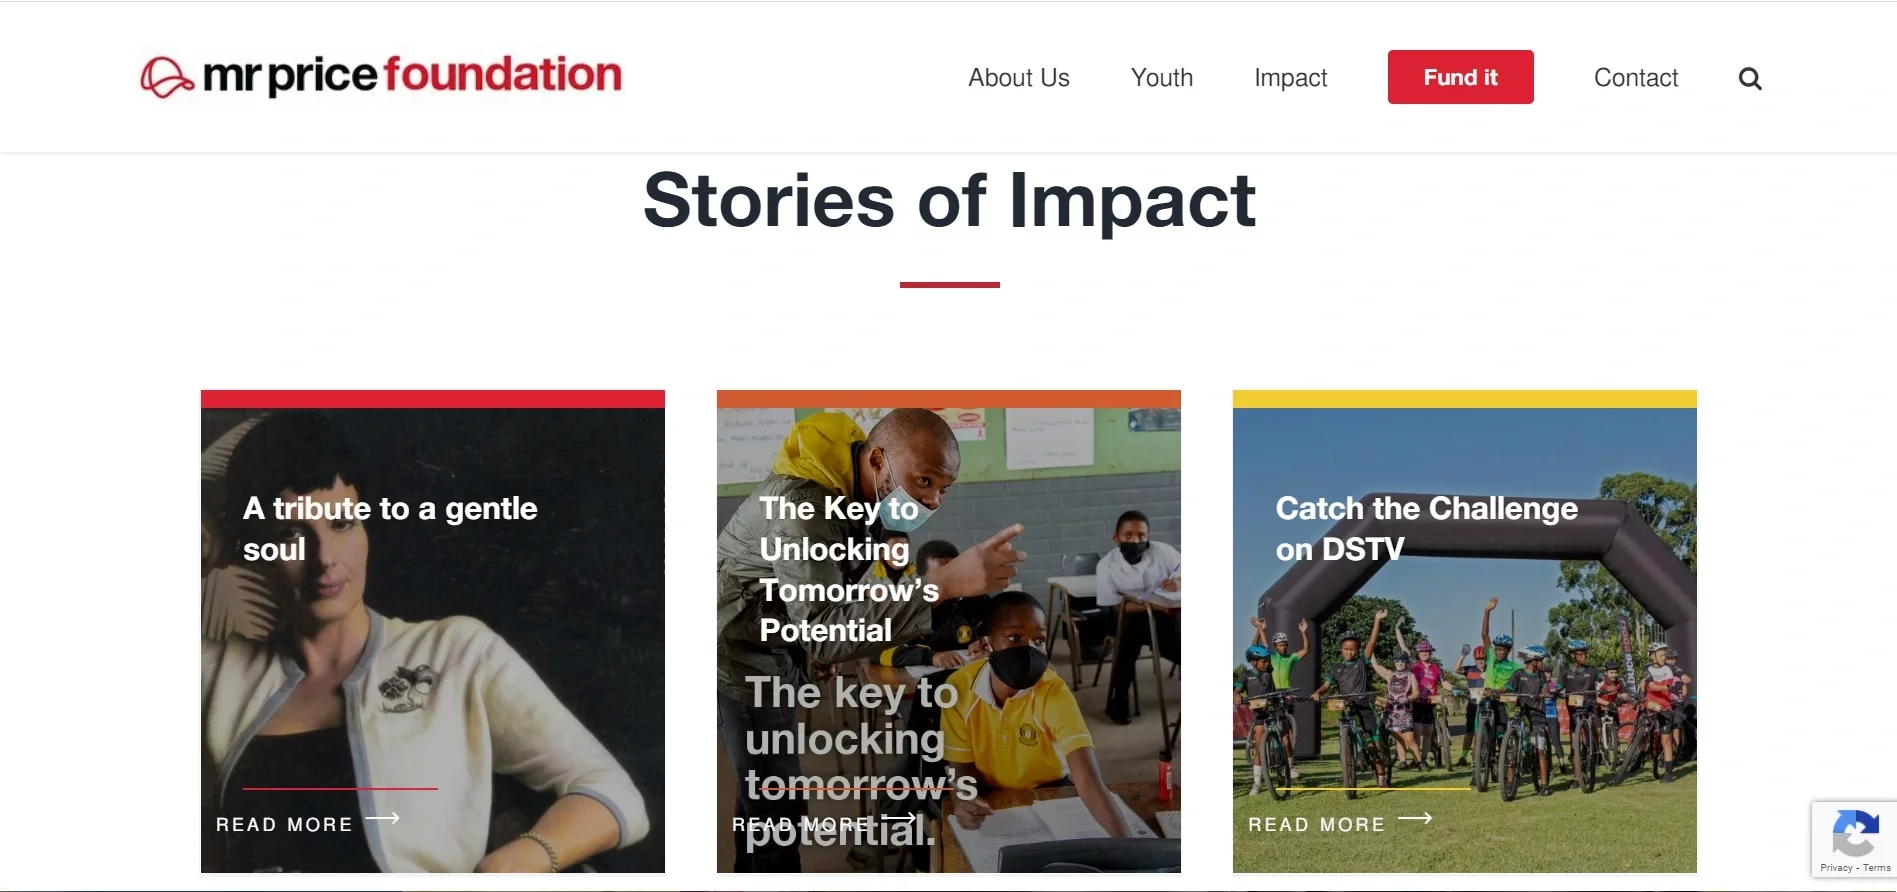 mr price foundation
About Us
Youth
Impact
Fund it
Contact
Stories of Impact
A tribute to a gentle
soul
READ MORE
The Key to
Unlocking
Tomorrow’s
Potential
The key to
unlocking
tomorrow’s
potential.
READ MORE
Catch the Challenge
on DSTV
READ MORE
Privacy - Terms